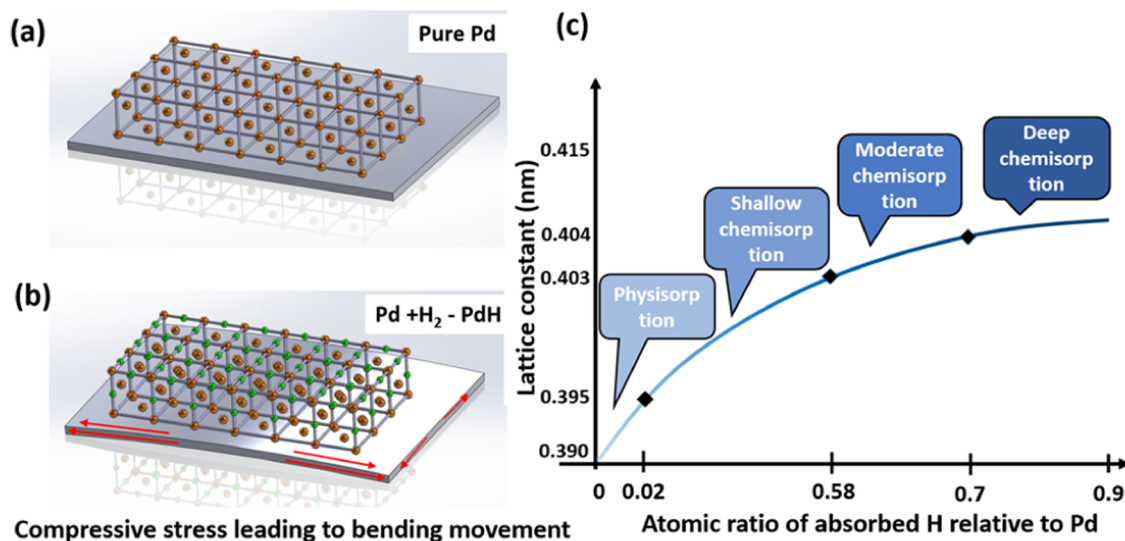 (a)
Pure Pd
(b)
Pd +H₂ - PdH
Compressive stress leading to bending movement
(c)
Lattice constant (nm)
0.415
0.404
0.403
0.395
0.390
Physisorp
tion
Shallow
chemisorp
tion
Moderate
chemisorp
tion
Deep
chemisorp
tion
0 0.02 0.58 0.7 0.9
Atomic ratio of absorbed H relative to Pd